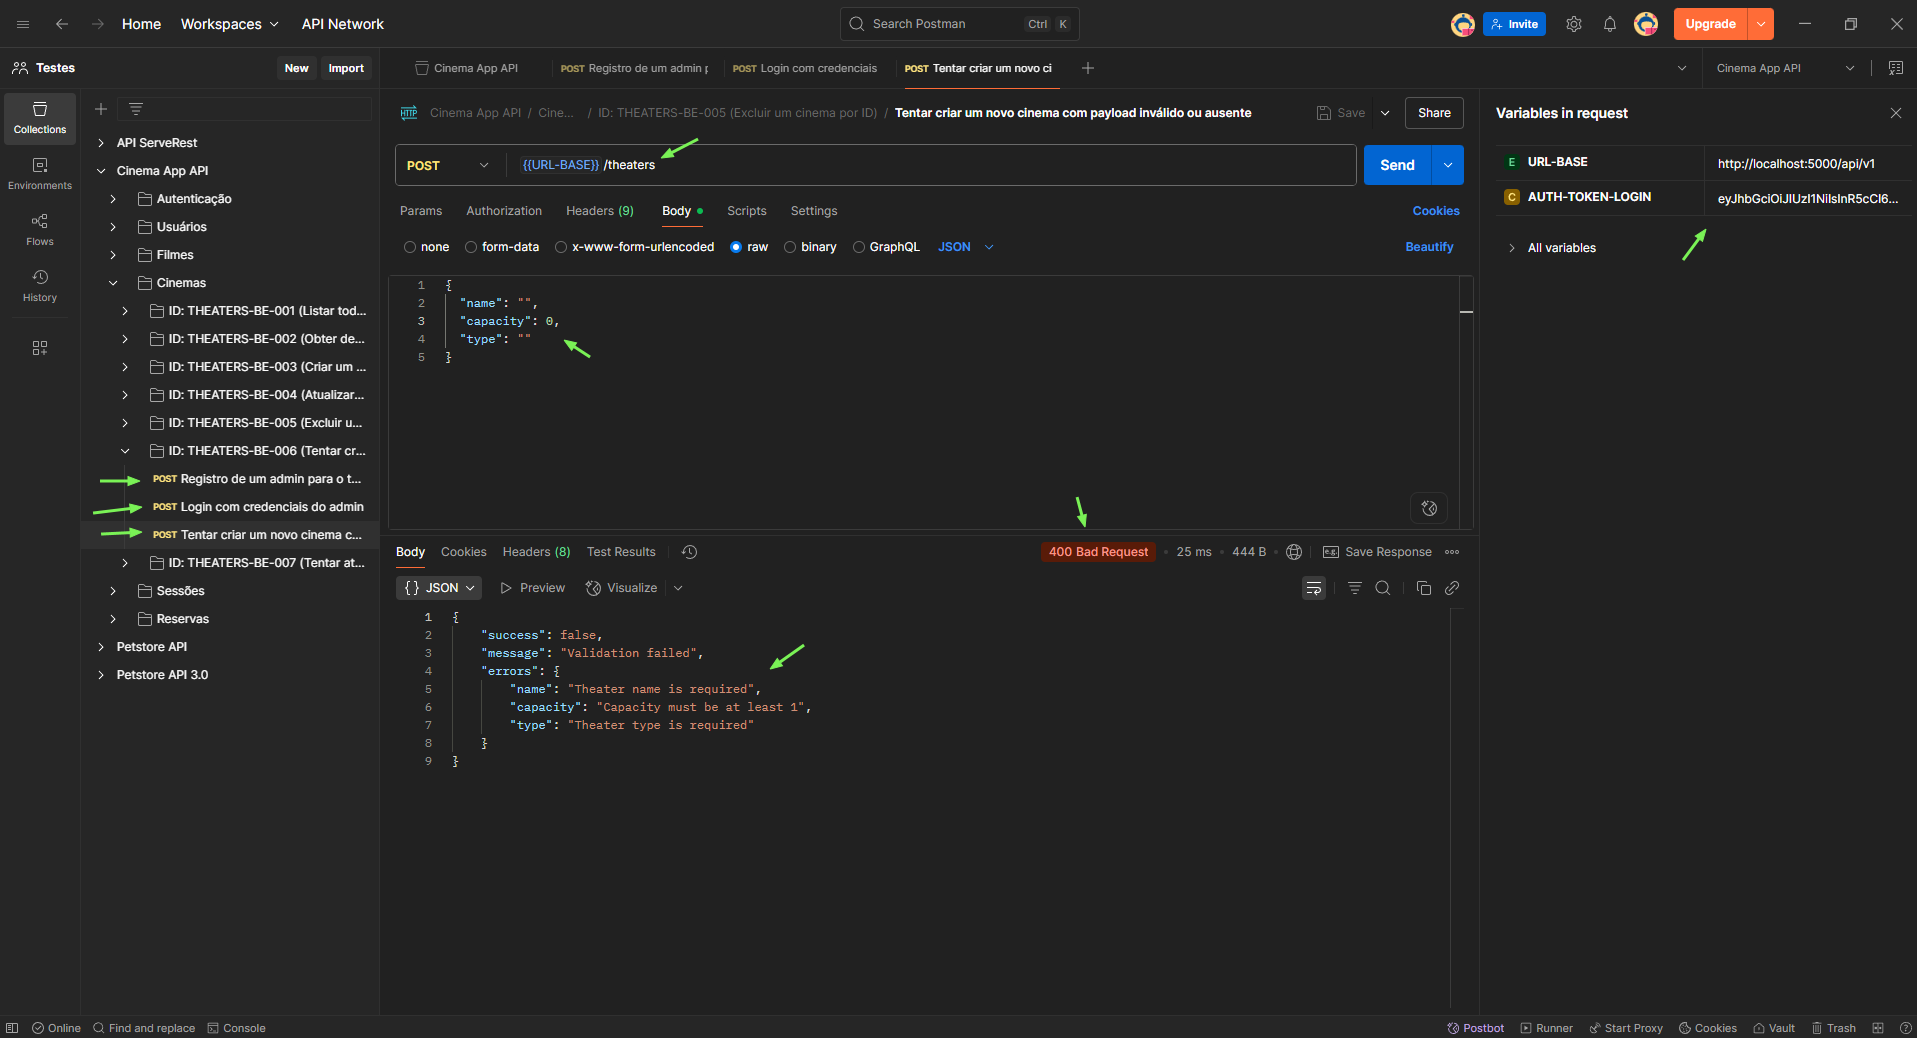 Home Workspaces API Network
Search Postman Ctrl K
Invite Upgrade
Testes New Import
Cinema App API
POST Registro de um admin p
POST Login com credenciais
POST Tentar criar um novo ci
Cinema App API
Collections
Environments
Flows
History
API ServeRest
Cinema App API
Autenticação
Usuários
Filmes
Cinemas
ID: THEATERS-BE-001 (Listar tod...
ID: THEATERS-BE-002 (Obter de...
ID: THEATERS-BE-003 (Criar um ...
ID: THEATERS-BE-004 (Atualizar...
ID: THEATERS-BE-005 (Excluir u...
ID: THEATERS-BE-006 (Tentar cr...
POST Registro de um admin para o t...
POST Login com credenciais do admin
POST Tentar criar um novo cinema c...
ID: THEATERS-BE-007 (Tentar at...
Sessões
Reservas
Petstore API
Petstore API 3.0
HTTP Cinema App API / Cine... / ID: THEATERS-BE-005 (Excluir um cinema por ID) / Tentar criar um novo cinema com payload inválido ou ausente
Save Share
POST {{URL-BASE}} /theaters Send
Params Authorization Headers (9) Body Scripts Settings Cookies
none form-data x-www-form-urlencoded raw binary GraphQL JSON Beautify
1 {
2 "name": "",
3 "capacity": 0,
4 "type": ""
5 }
Body Cookies Headers (8) Test Results
400 Bad Request 25 ms 444 B e.g. Save Response
{} JSON Preview Visualize
1 {
2 "success": false,
3 "message": "Validation failed",
4 "errors": {
5 "name": "Theater name is required",
6 "capacity": "Capacity must be at least 1",
7 "type": "Theater type is required"
8 }
9 }
Variables in request
E URL-BASE http://localhost:5000/api/v1
C AUTH-TOKEN-LOGIN eyJhbGciOiJIUzI1NiIsInR5cCI6...
All variables
Online Find and replace Console
Postbot Runner Start Proxy Cookies Vault Trash